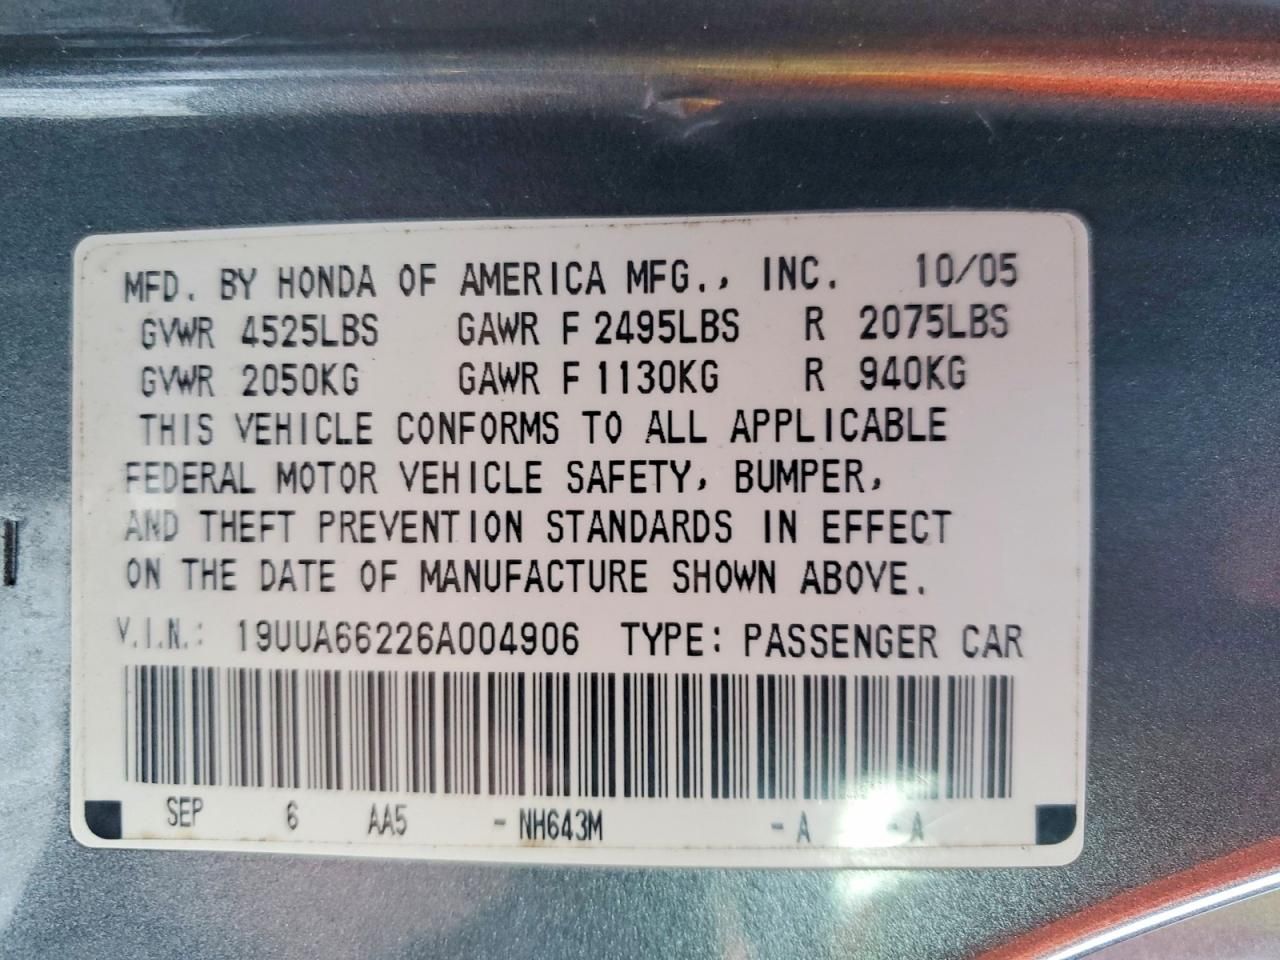 MFD. BY HONDA OF AMERICA MFG., INC. 10/05
GVWR 4525LBS GAWR F 2495LBS R 2075LBS
GVWR 2050KG GAWR F 1130KG R 940KG
THIS VEHICLE CONFORMS TO ALL APPLICABLE
FEDERAL MOTOR VEHICLE SAFETY, BUMPER,
AND THEFT PREVENTION STANDARDS IN EFFECT
ON THE DATE OF MANUFACTURE SHOWN ABOVE.
V.I.N.: 19UUA66226A004906 TYPE: PASSENGER CAR
SEP 6 AA5 - NH643M - A - A